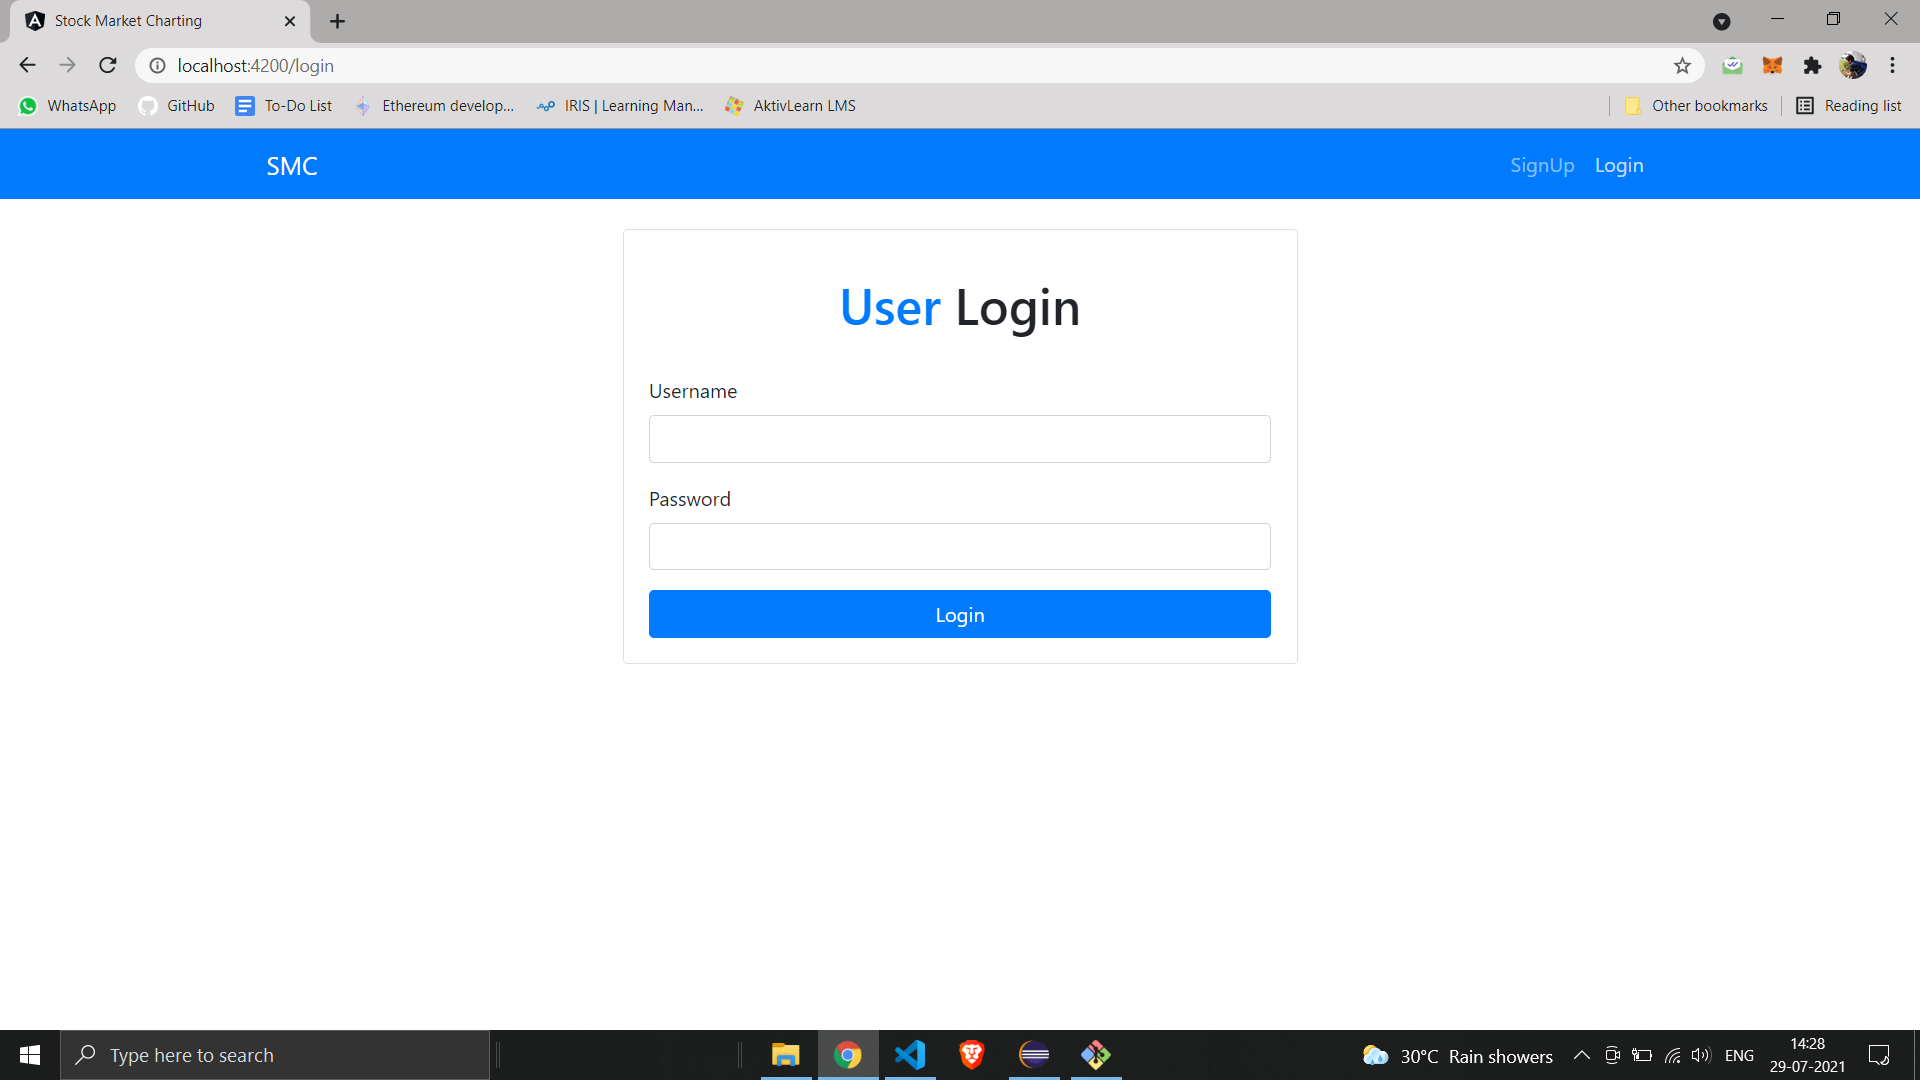 Stock Market Charting
localhost:4200/login
WhatsApp GitHub To-Do List Ethereum develop... IRIS | Learning Man... AktivLearn LMS Other bookmarks Reading list
SMC SignUp Login
User Login
Username
Password
Login
Type here to search 30°C Rain showers ENG 14:28
29-07-2021